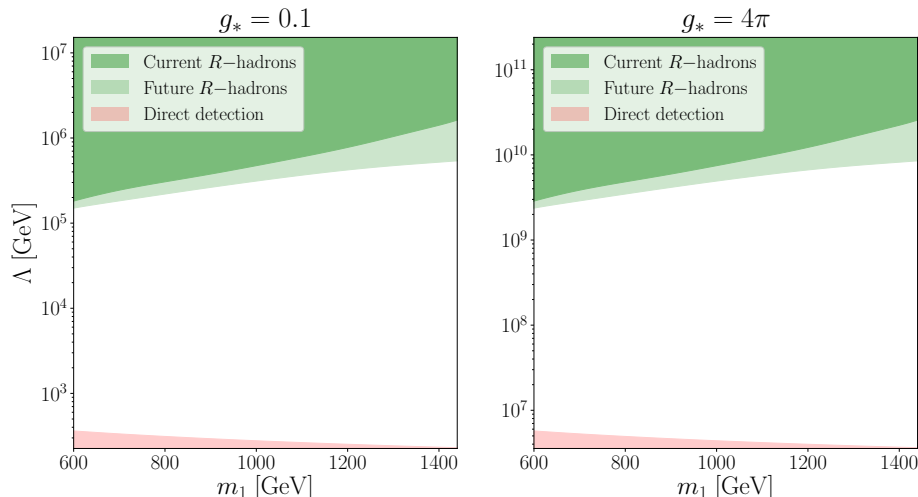 g_* = 0.1
10^7
10^6
10^5
10^4
10^3
Λ [GeV]
Current R−hadrons
Future R−hadrons
Direct detection
600 800 1000 1200 1400
m_1 [GeV]
g_* = 4π
10^11
10^10
10^9
10^8
10^7
Current R−hadrons
Future R−hadrons
Direct detection
600 800 1000 1200 1400
m_1 [GeV]